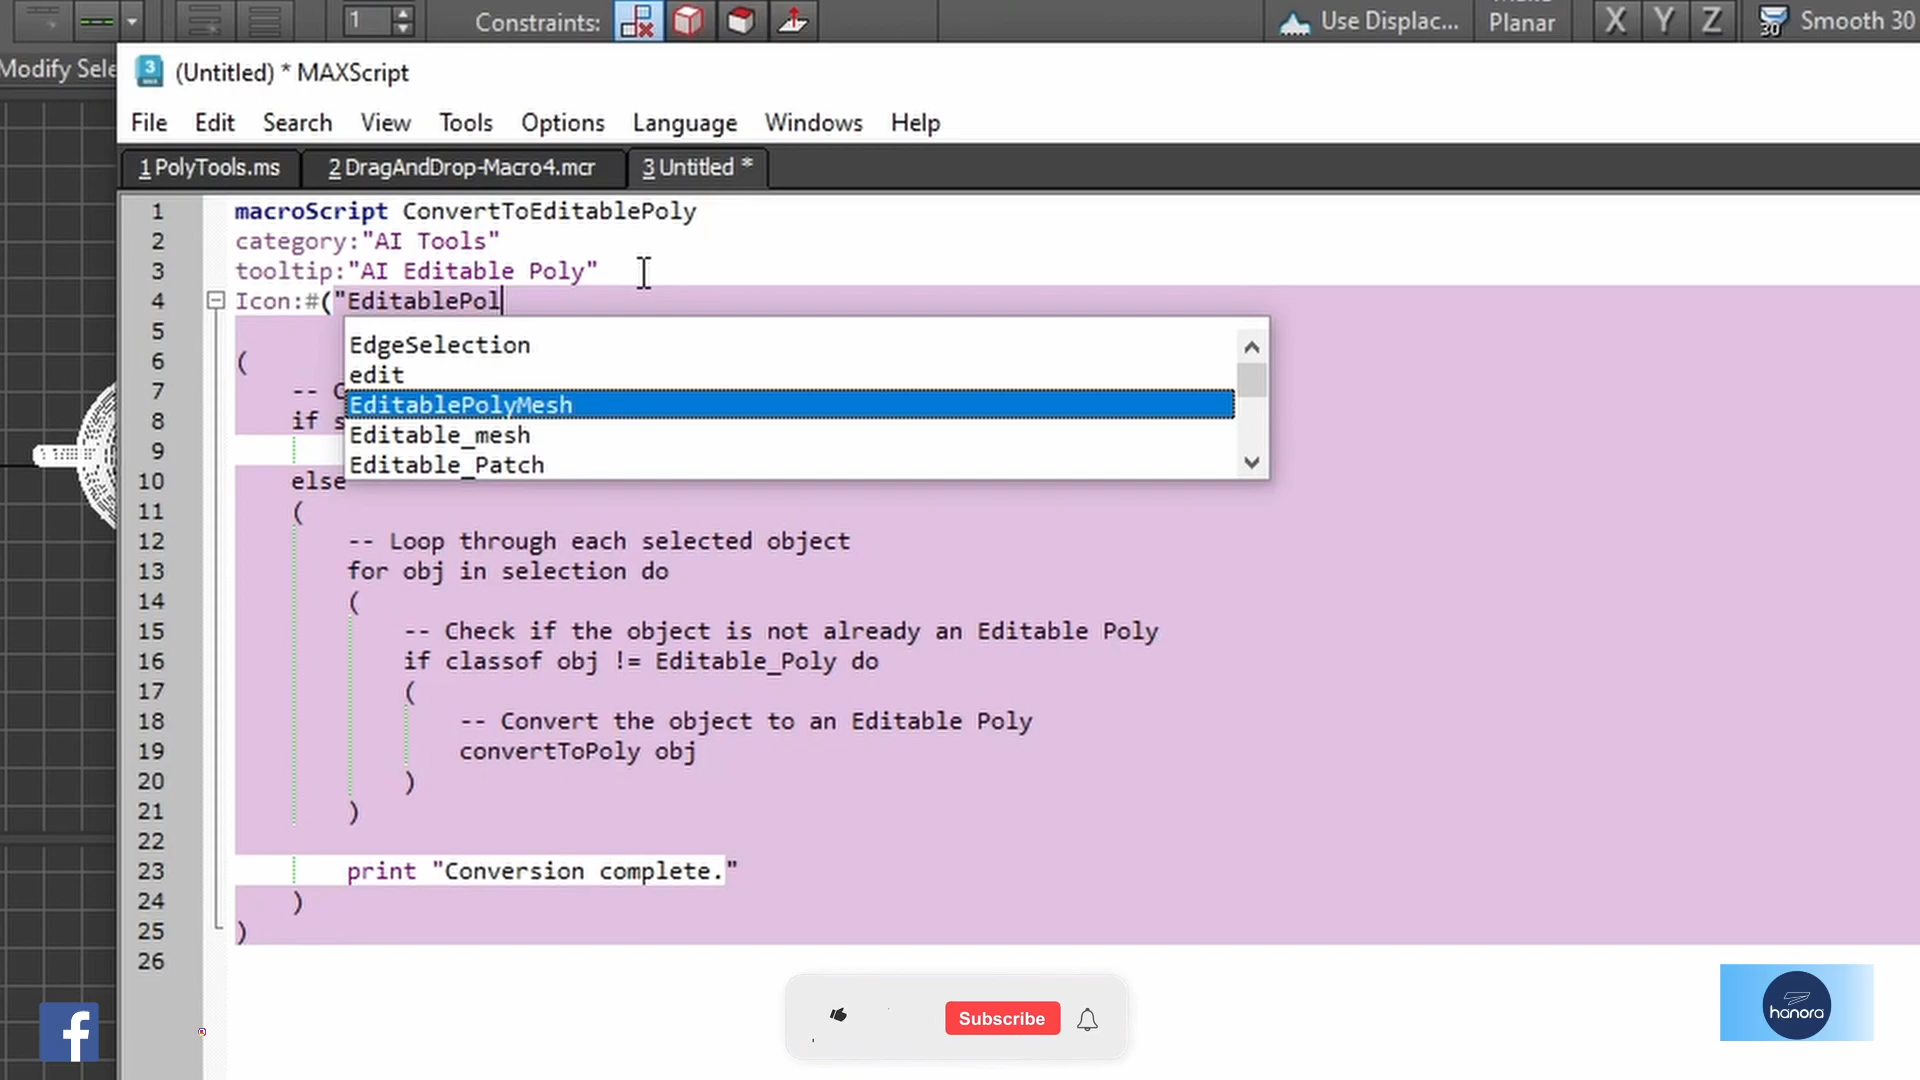 1
Constraints:
Use Displac...
Make
Planar
X Y Z
30
Smooth 30
Modify Sele
3
(Untitled) * MAXScript
File Edit Search View Tools Options Language Windows Help
1 PolyTools.ms
2 DragAndDrop-Macro4.mcr
3 Untitled *
1 macroScript ConvertToEditablePoly
2 category:"AI Tools"
3 tooltip:"AI Editable Poly"
4 Icon:#("EditablePol
5
EdgeSelection
6 (
edit
7 -- C
EditablePolyMesh
8 if s
Editable_mesh
9
Editable_Patch
10 else
11 (
12 -- Loop through each selected object
13 for obj in selection do
14 (
15 -- Check if the object is not already an Editable Poly
16 if classof obj != Editable_Poly do
17 (
18 -- Convert the object to an Editable Poly
19 convertToPoly obj
20 )
21 )
22
23 print "Conversion complete."
24 )
25 )
26
f
Subscribe
hanora